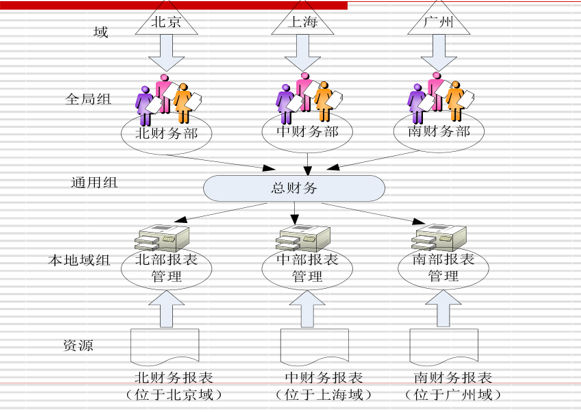 域
北京
上海
广州
全局组
北财务部
中财务部
南财务部
通用组
总财务
本地域组
北部报表
管理
中部报表
管理
南部报表
管理
资源
北财务报表
（位于北京域）
中财务报表
（位于上海域）
南财务报表
（位于广州域）